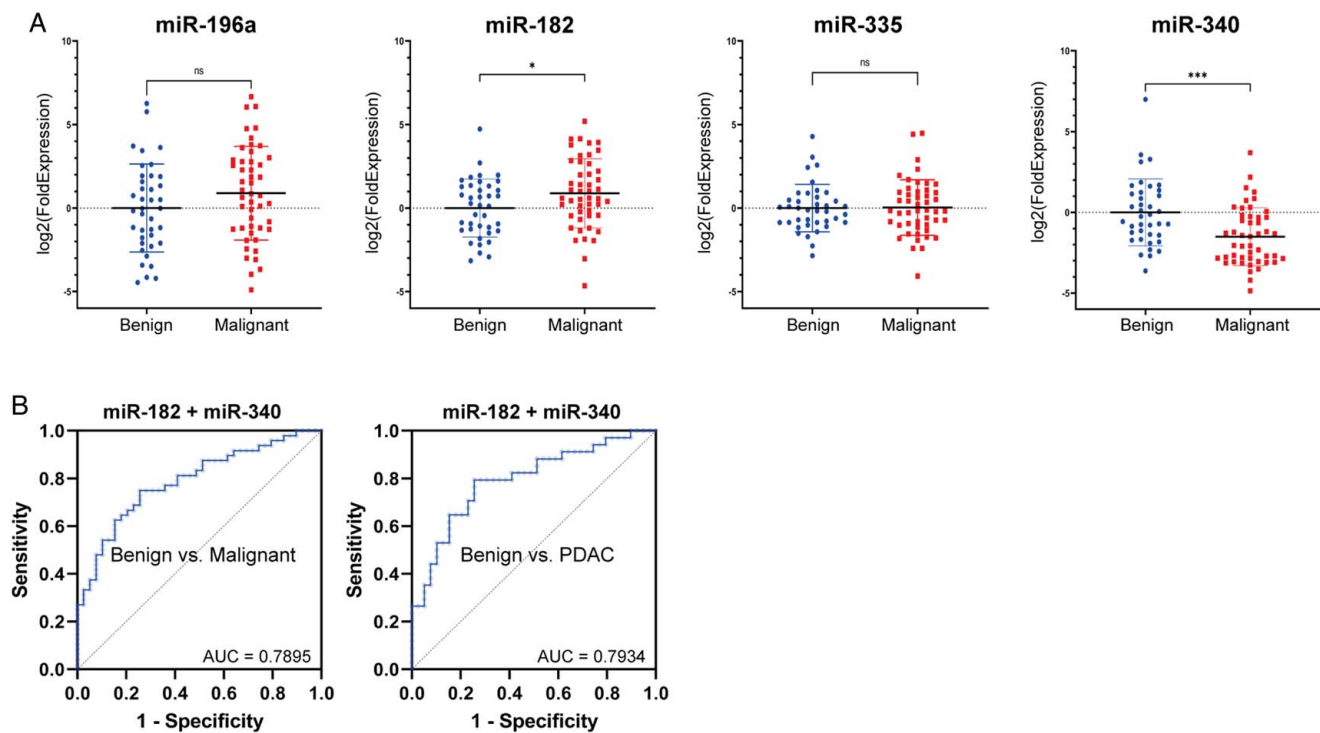 A
miR-196a
miR-182
miR-335
miR-340
log2(FoldExpression)
10
5
0
-5
ns
Benign
Malignant
log2(FoldExpression)
10
5
0
-5
*
Benign
Malignant
log2(FoldExpression)
10
5
0
-5
ns
Benign
Malignant
log2(FoldExpression)
10
5
0
-5
***
Benign
Malignant
B
miR-182 + miR-340
Sensitivity
1.0
0.8
0.6
0.4
0.2
0.0
Benign vs. Malignant
AUC = 0.7895
0.0 0.2 0.4 0.6 0.8 1.0
1 - Specificity
miR-182 + miR-340
Sensitivity
1.0
0.8
0.6
0.4
0.2
0.0
Benign vs. PDAC
AUC = 0.7934
0.0 0.2 0.4 0.6 0.8 1.0
1 - Specificity